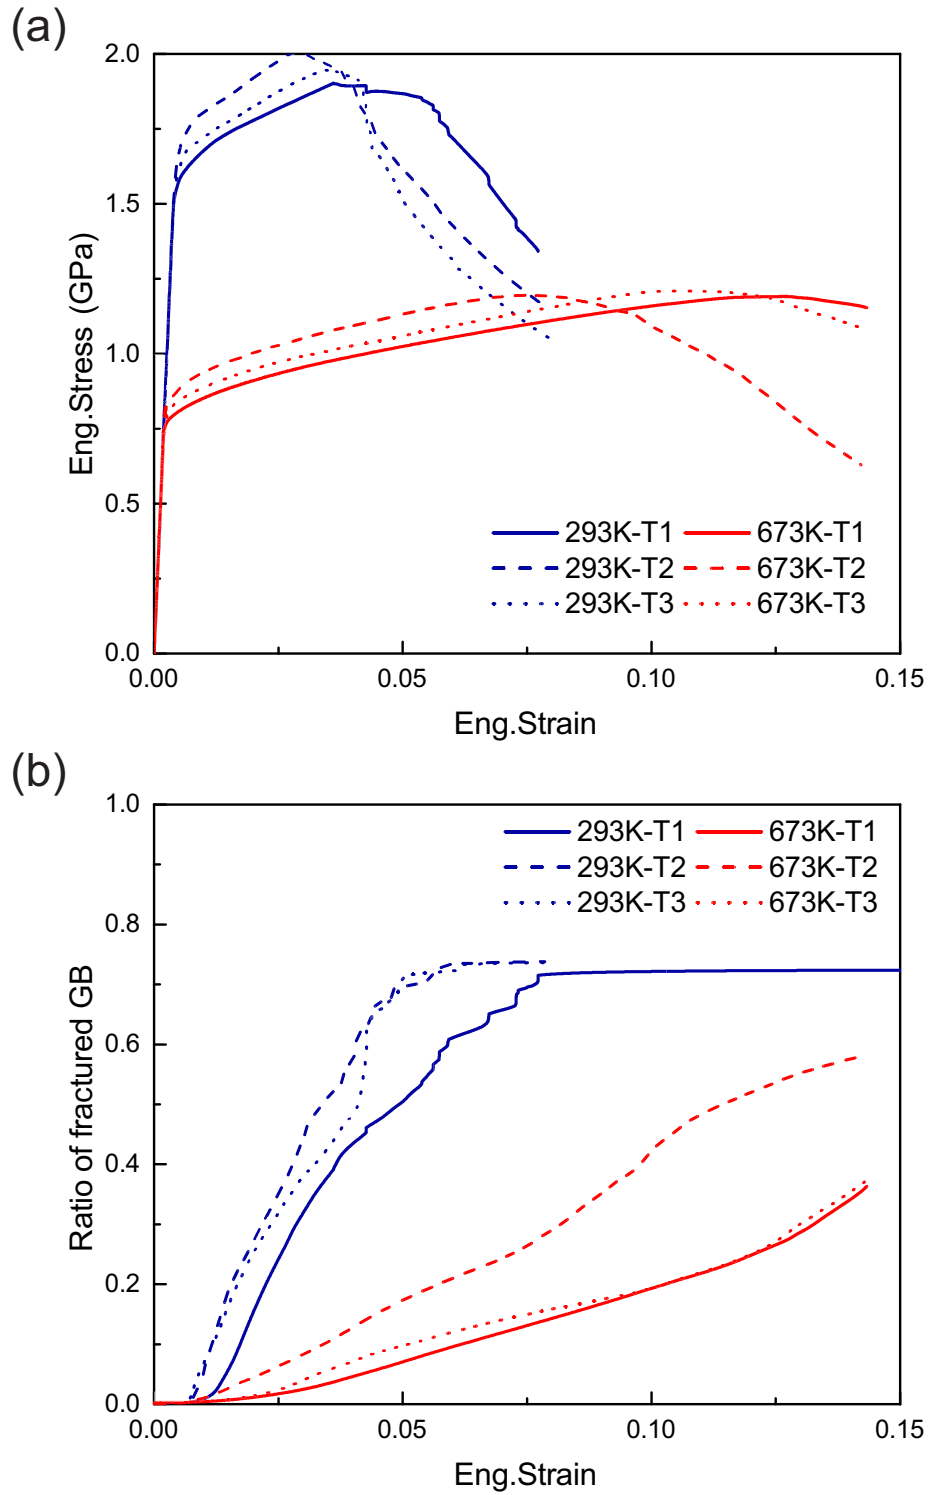 (a)
2.0
1.5
1.0
0.5
0.0
Eng.Stress (GPa)
293K-T1 673K-T1
293K-T2 673K-T2
293K-T3 673K-T3
0.00 0.05 0.10 0.15
Eng.Strain
(b)
1.0
0.8
0.6
0.4
0.2
0.0
Ratio of fractured GB
293K-T1 673K-T1
293K-T2 673K-T2
293K-T3 673K-T3
0.00 0.05 0.10 0.15
Eng.Strain